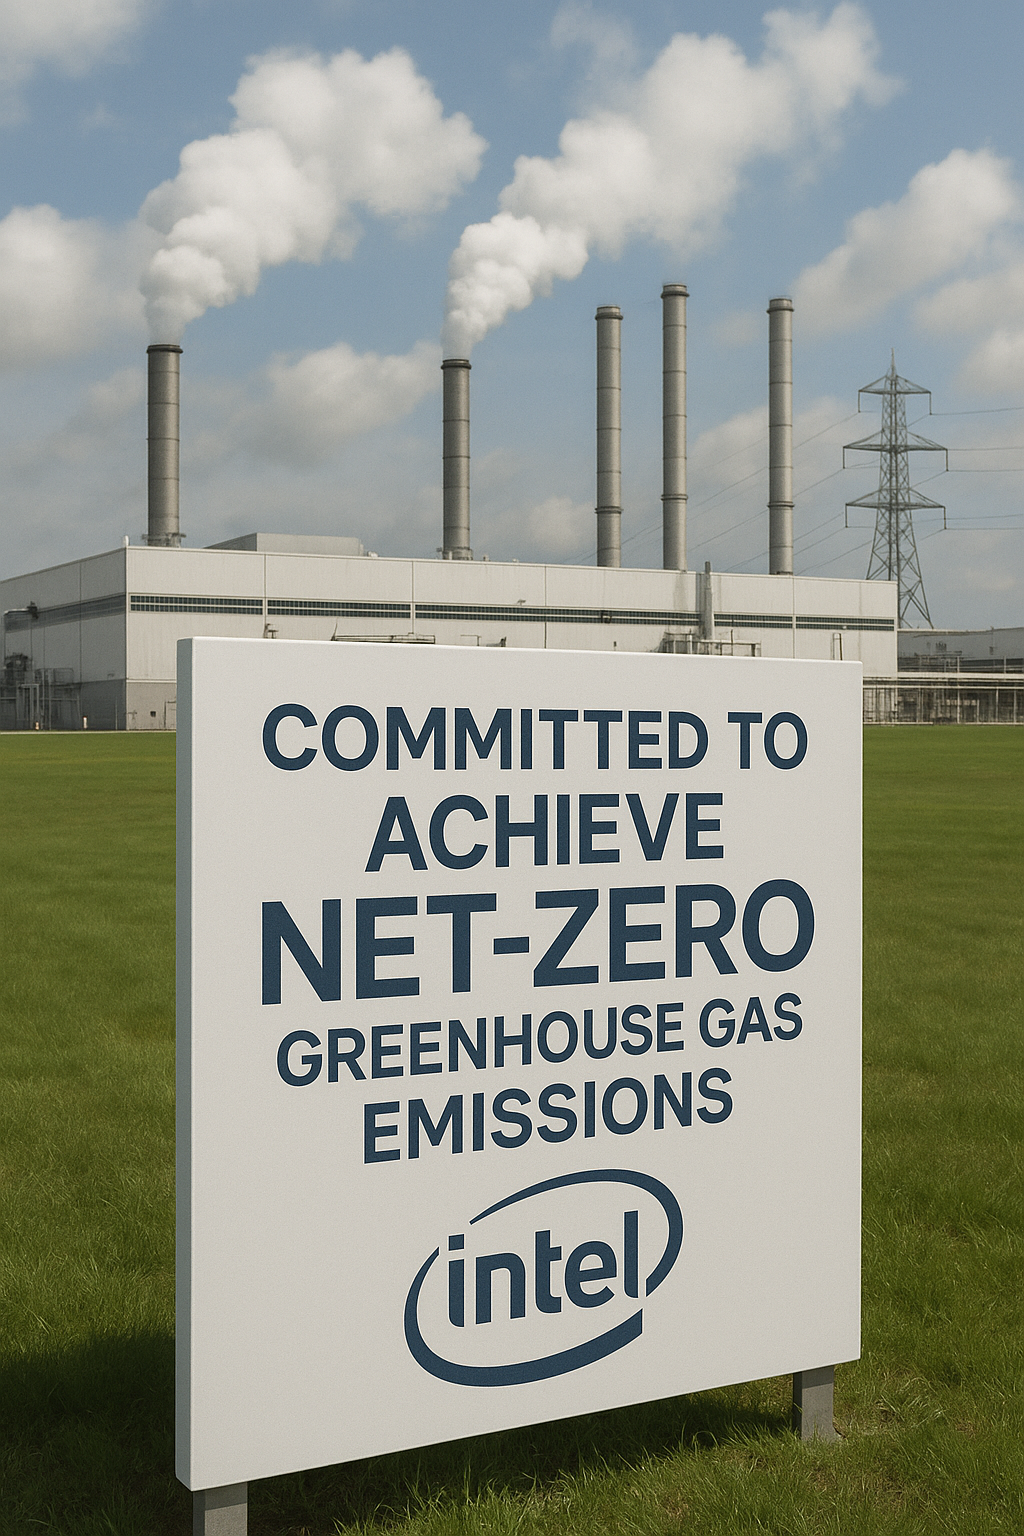 COMMITTED TO
ACHIEVE
NET-ZERO
GREENHOUSE GAS
EMISSIONS
intel